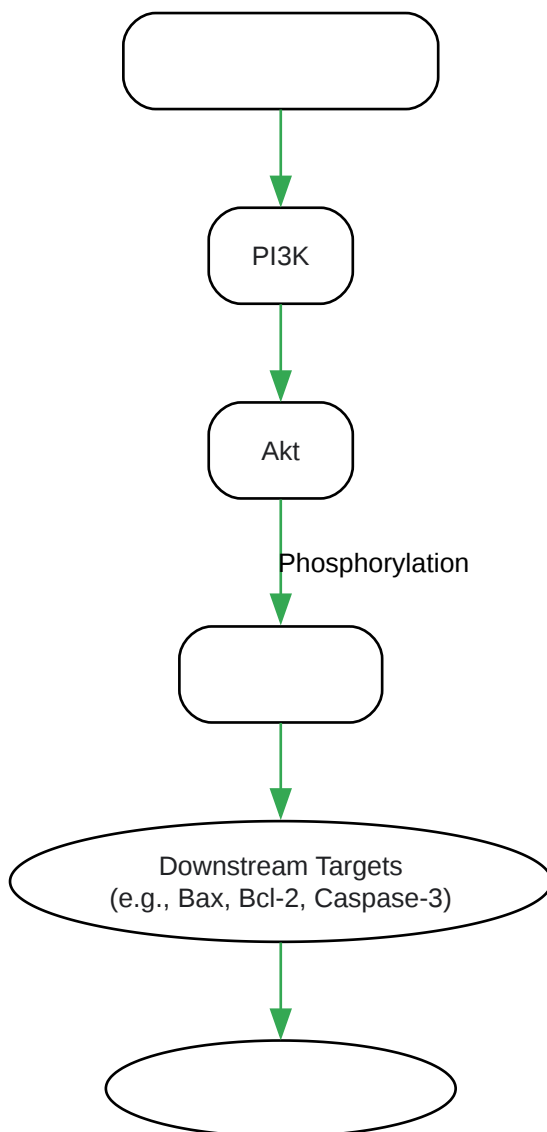 PI3K
Akt
Phosphorylation
Downstream Targets
(e.g., Bax, Bcl-2, Caspase-3)